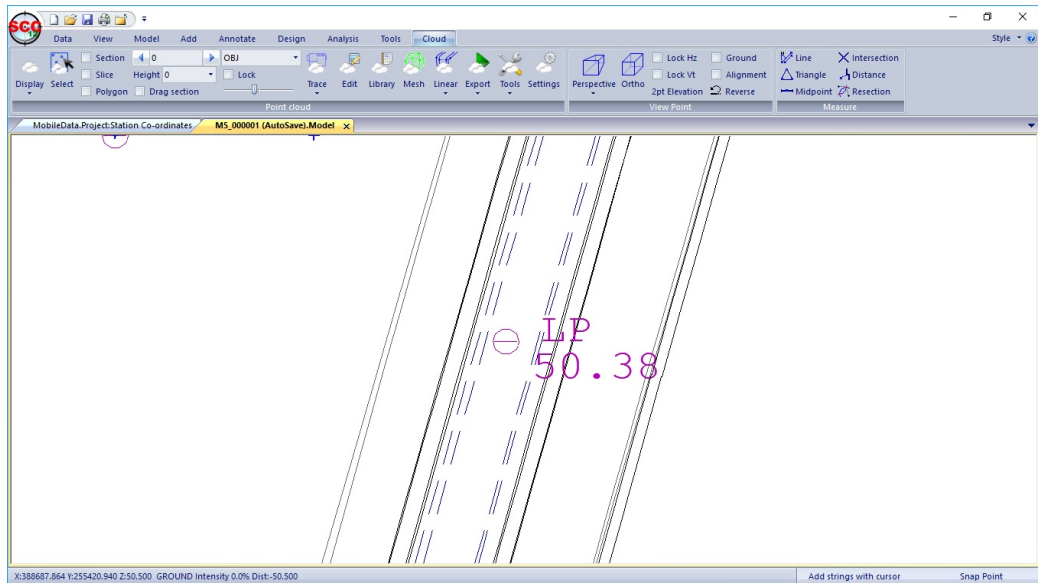 SCC
Data View Model Add Annotate Design Analysis Tools Cloud Style
Section 0 OBJ Lock Hz Ground Line Intersection
Slice Height 0 Lock Lock Vt Alignment Triangle Distance
Display Select Polygon Drag section Trace Edit Library Mesh Linear Export Tools Settings Perspective Ortho 2pt Elevation Reverse Midpoint Resection
Point cloud View Point Measure
MobileData.Project:Station Co-ordinates M5_000001 (AutoSave).Model x
LP
50.38
X:388687.864 Y:255420.940 Z:50.500 GROUND Intensity 0.0% Dist:-50.500 Add strings with cursor Snap Point